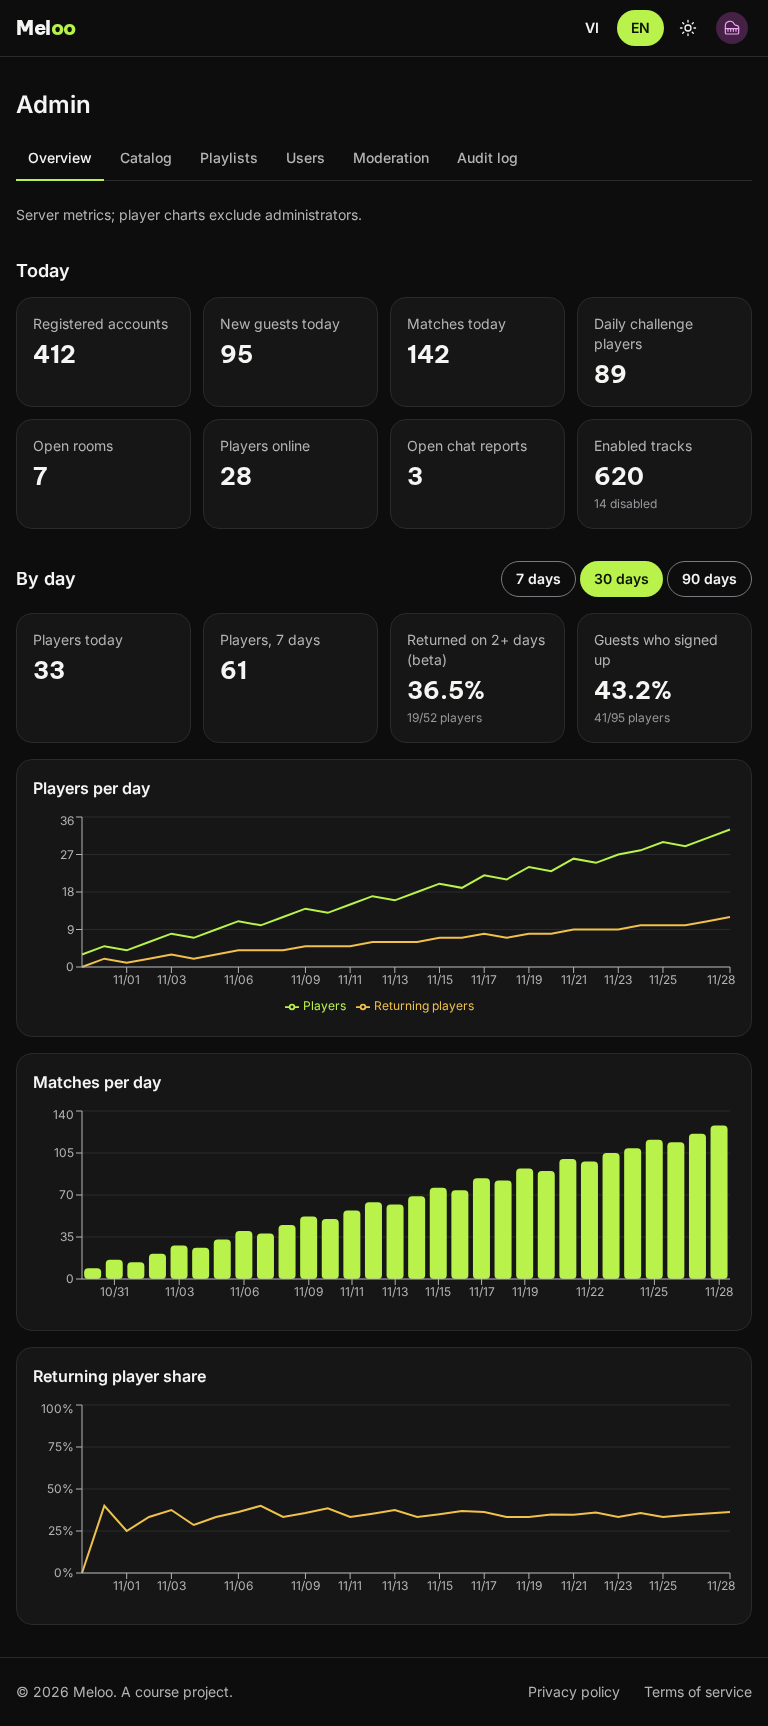 Meloo
VI
EN
Admin
Overview
Catalog
Playlists
Users
Moderation
Audit log
Server metrics; player charts exclude administrators.
Today
Registered accounts
412
New guests today
95
Matches today
142
Daily challenge
players
89
Open rooms
7
Players online
28
Open chat reports
3
Enabled tracks
620
14 disabled
By day
7 days
30 days
90 days
Players today
33
Players, 7 days
61
Returned on 2+ days
(beta)
36.5%
19/52 players
Guests who signed
up
43.2%
41/95 players
Players per day
36
27
18
9
0
11/01 11/03 11/06 11/09 11/11 11/13 11/15 11/17 11/19 11/21 11/23 11/25 11/28
Players
Returning players
Matches per day
140
105
70
35
0
10/31 11/03 11/06 11/09 11/11 11/13 11/15 11/17 11/19 11/22 11/25 11/28
Returning player share
100%
75%
50%
25%
0%
11/01 11/03 11/06 11/09 11/11 11/13 11/15 11/17 11/19 11/21 11/23 11/25 11/28
© 2026 Meloo. A course project.
Privacy policy
Terms of service